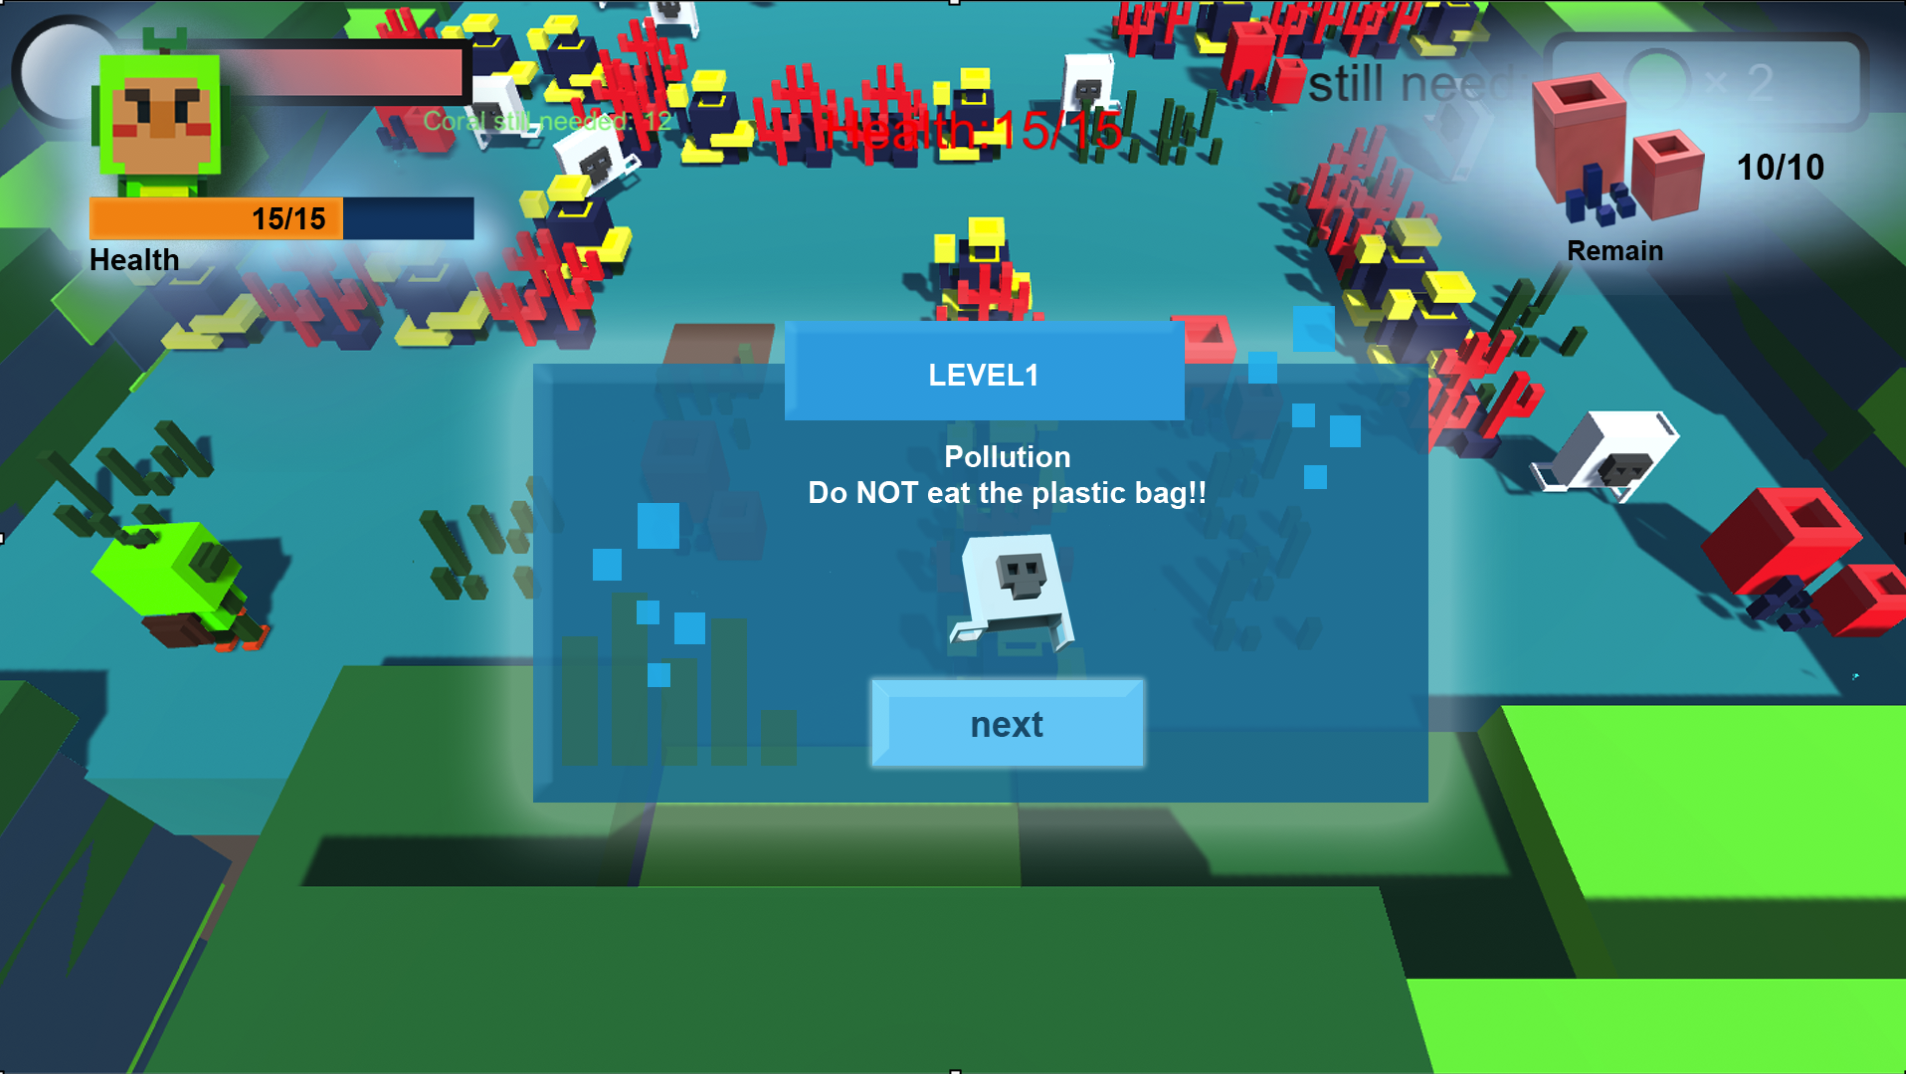 still need
× 2
Coral still needed: 12
Health:15/15
10/10
15/15
Health
Remain
LEVEL1
Pollution
Do NOT eat the plastic bag!!
next